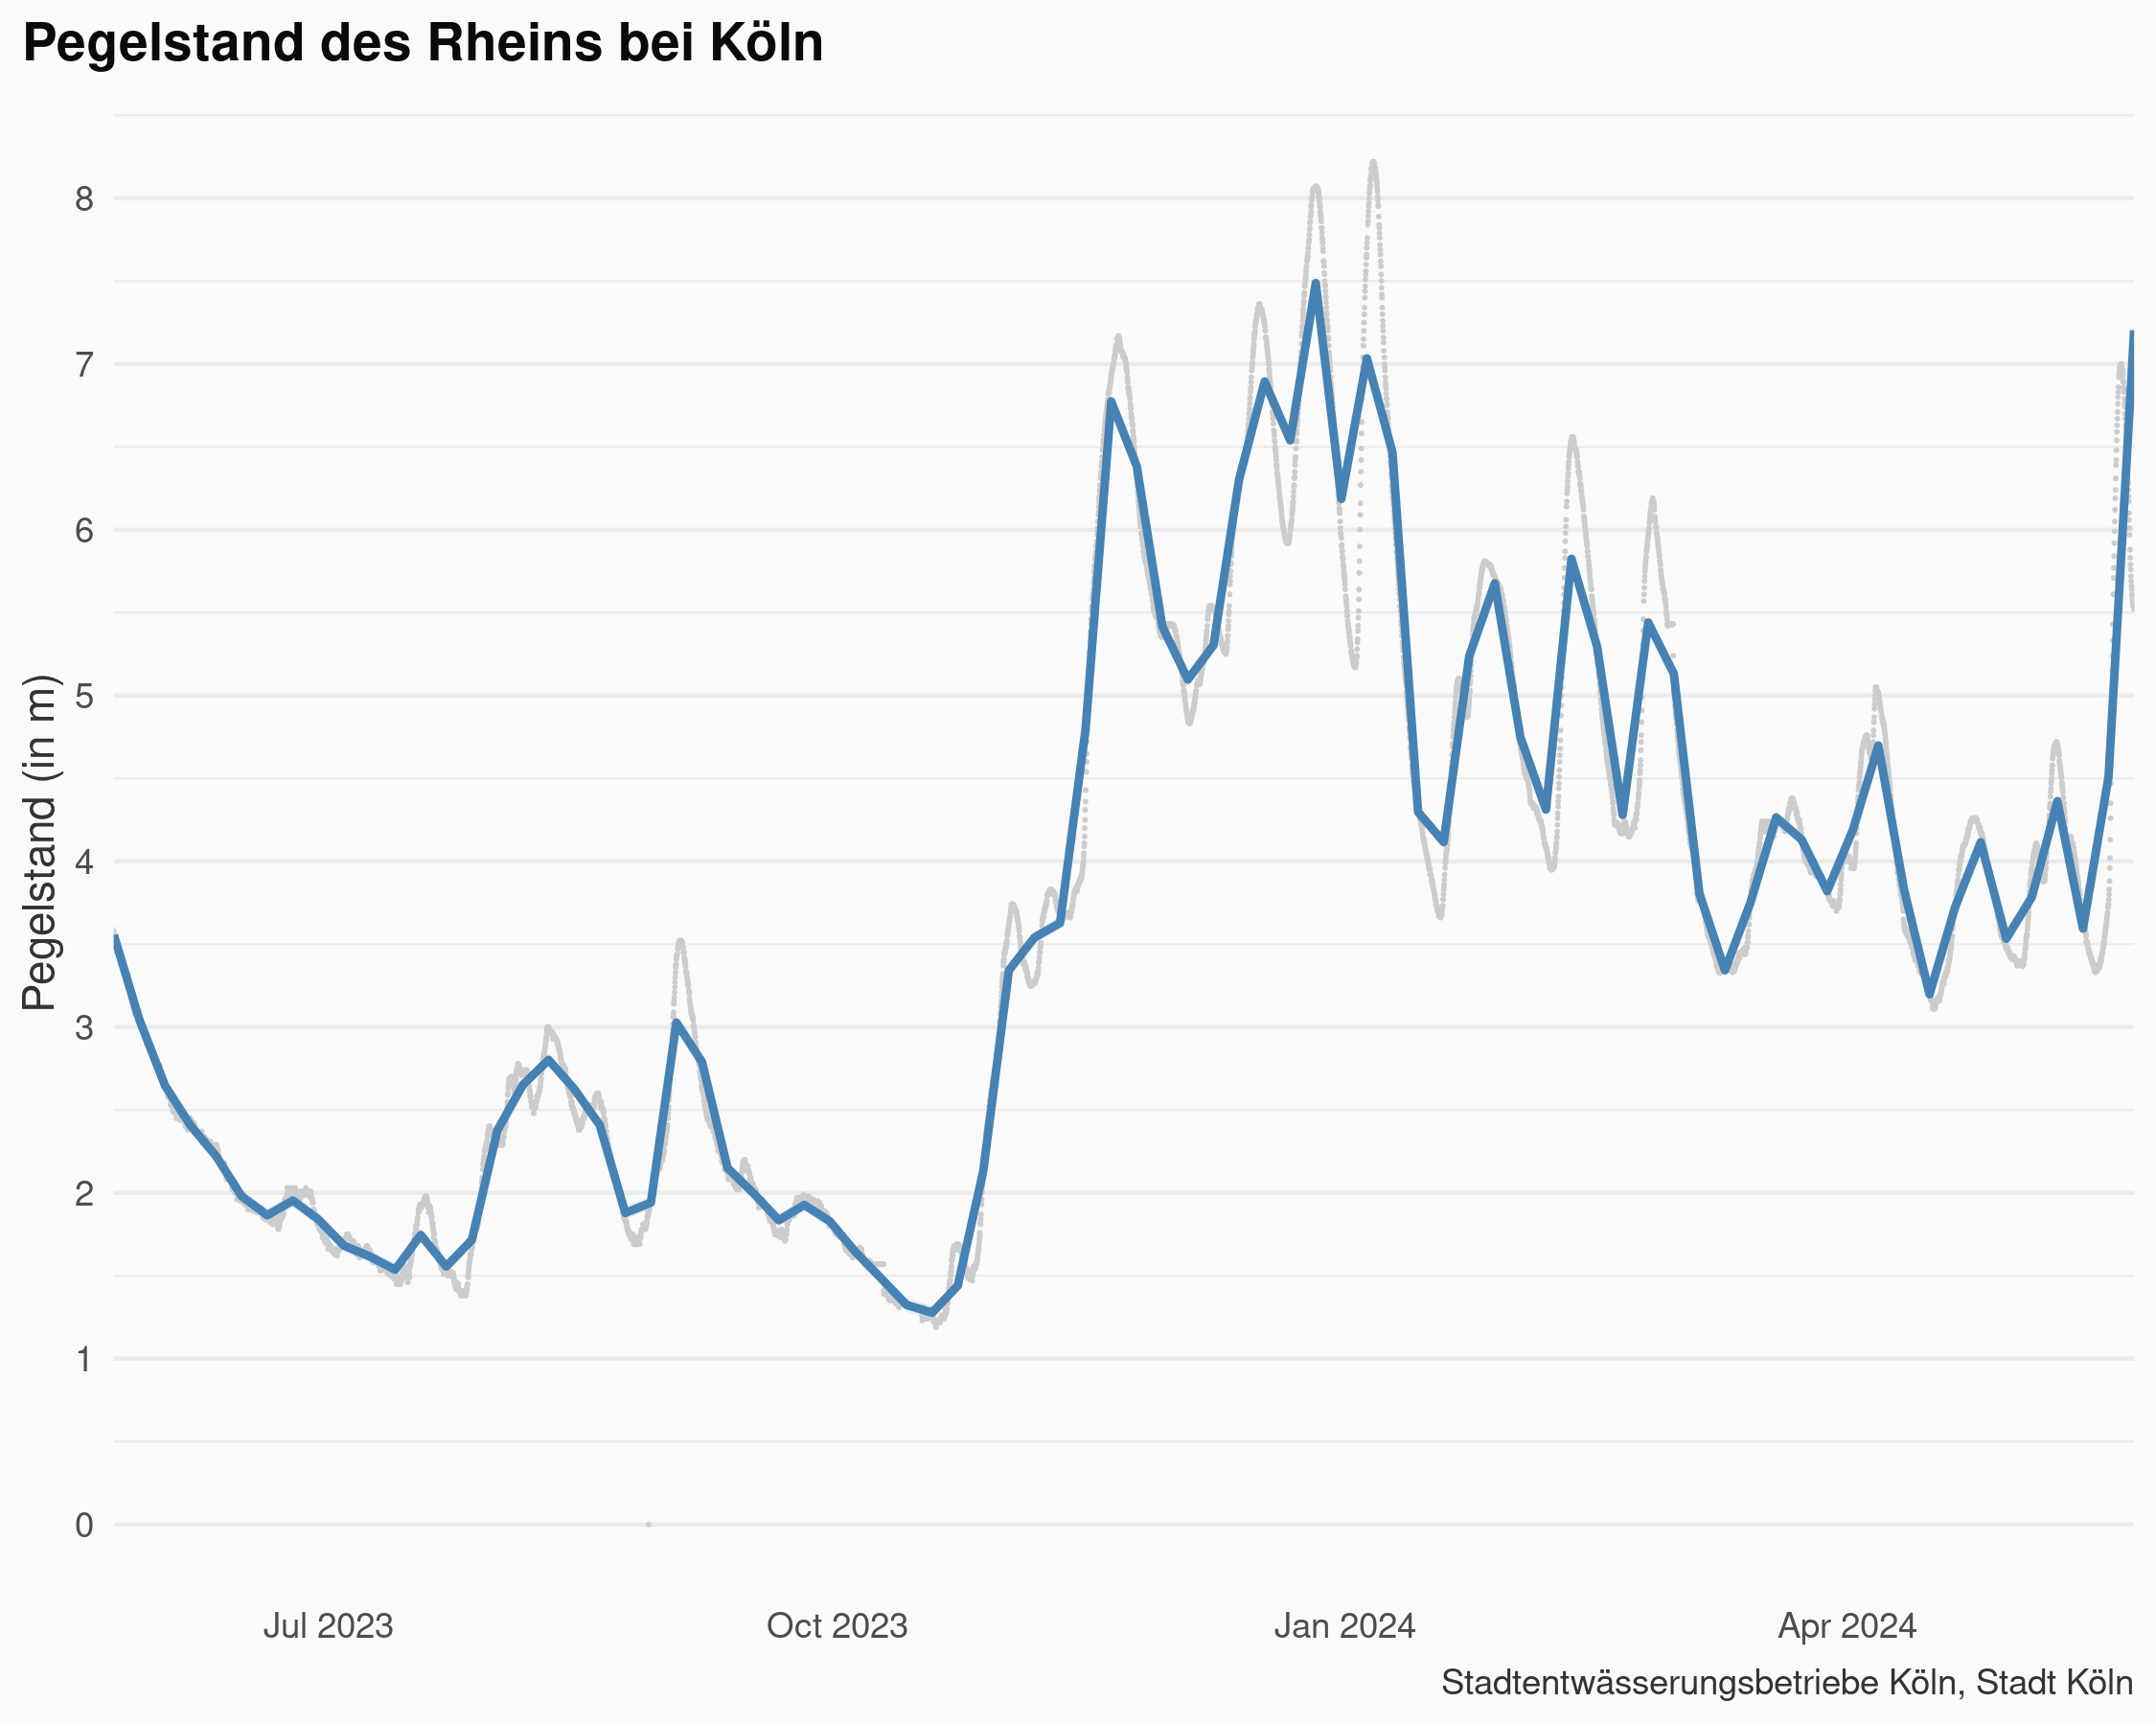 Pegelstand des Rheins bei Köln
Pegelstand (in m)
8
7
6
5
4
3
2
1
0
Jul 2023
Oct 2023
Jan 2024
Apr 2024
Stadtentwässerungsbetriebe Köln, Stadt Köln